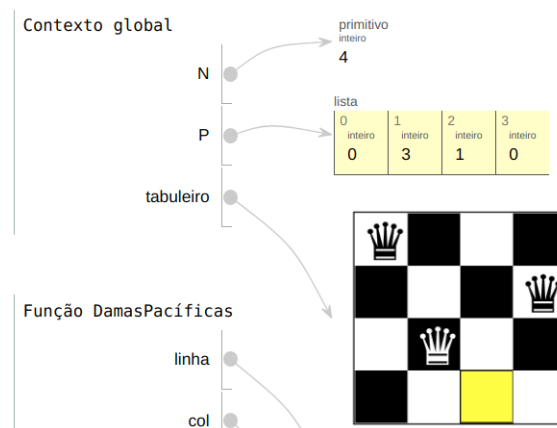 Contexto global
primitivo
inteiro
4
N
lista
0 1 2 3
inteiro inteiro inteiro inteiro
0 3 1 0
P
tabuleiro
Função DamasPacíficas
linha
col